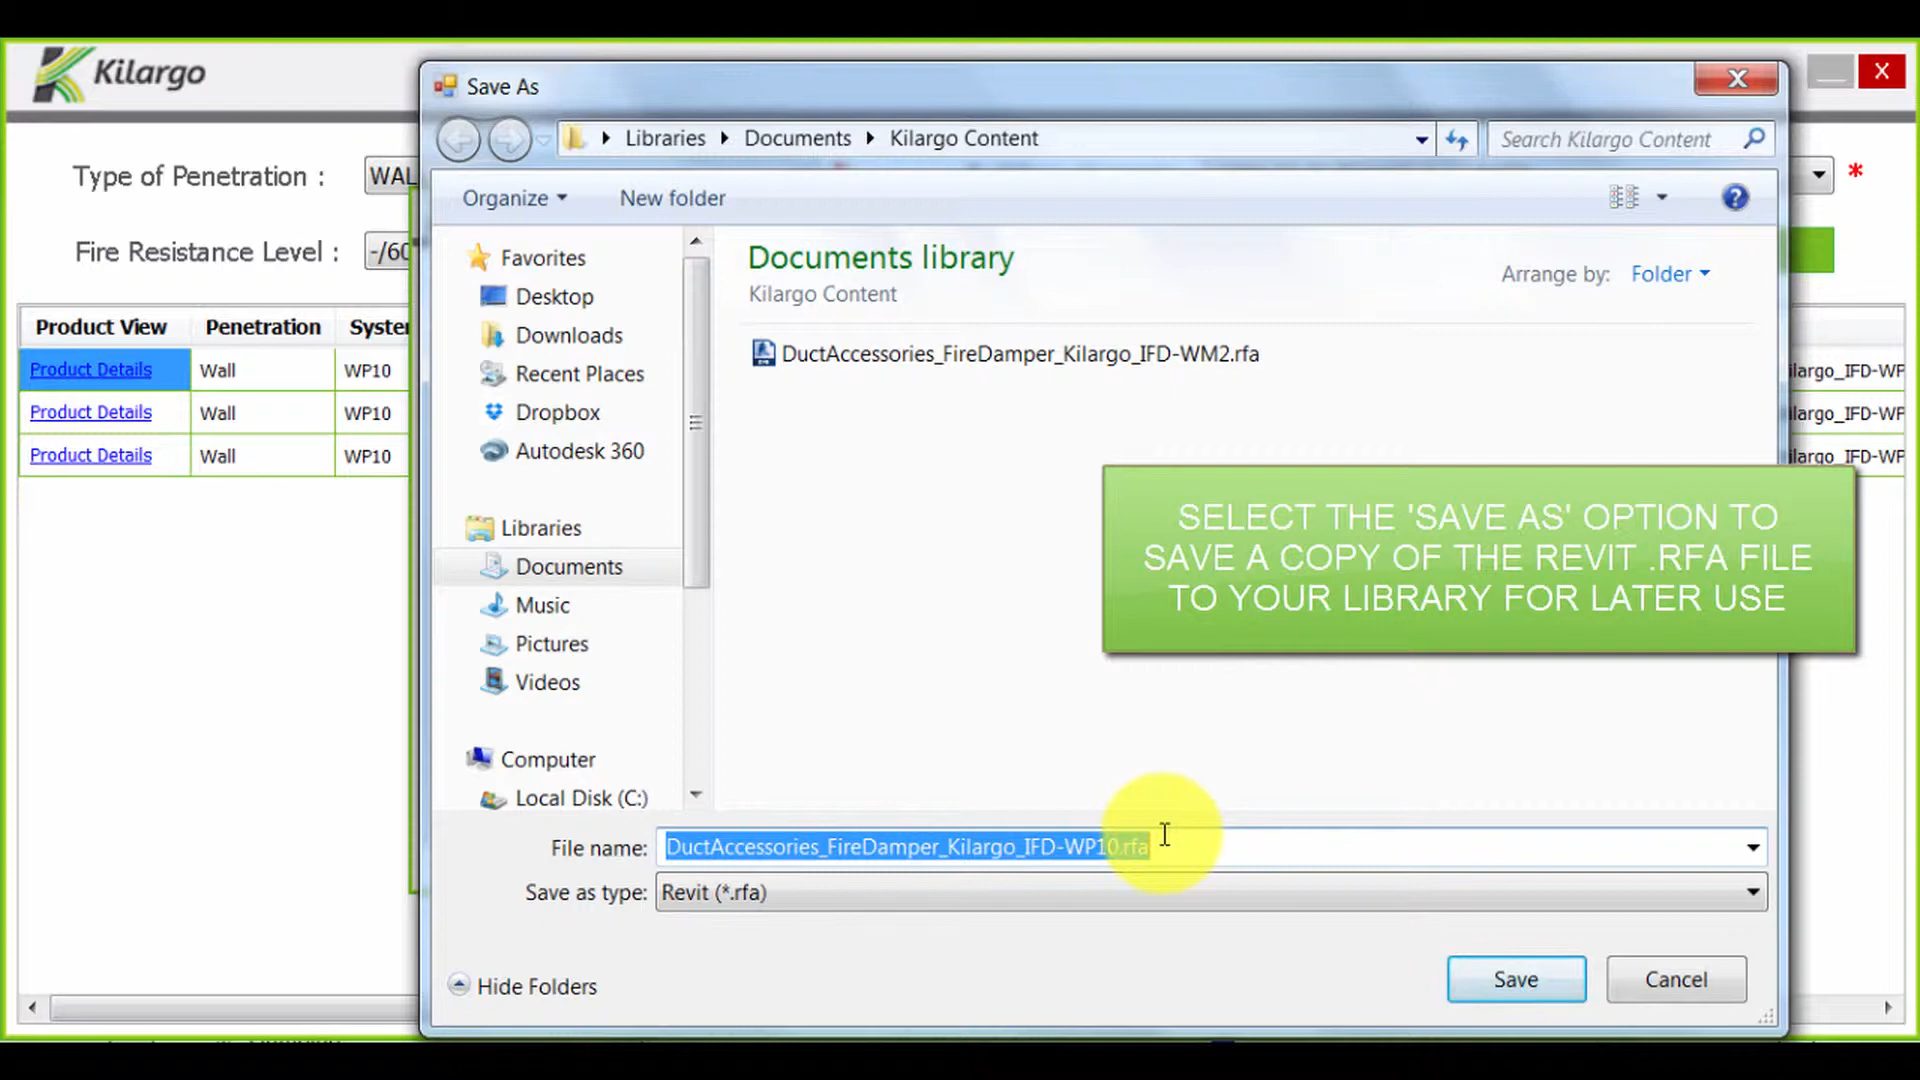 Kilargo
X
Save As
X
Libraries Documents Kilargo Content
Search Kilargo Content
Type of Penetration :
WAL
*
Organize
New folder
?
Fire Resistance Level :
-/60
Favorites
Desktop
Downloads
Recent Places
Dropbox
Autodesk 360
Libraries
Documents
Music
Pictures
Videos
Computer
Local Disk (C:)
Documents library
Kilargo Content
Arrange by: Folder
DuctAccessories_FireDamper_Kilargo_IFD-WM2.rfa
Product View Penetration Syster
Product Details Wall WP10 ilargo_IFD-WP
Product Details Wall WP10 ilargo_IFD-WP
Product Details Wall WP10 ilargo_IFD-WP
SELECT THE 'SAVE AS' OPTION TO
SAVE A COPY OF THE REVIT .RFA FILE
TO YOUR LIBRARY FOR LATER USE
File name: DuctAccessories_FireDamper_Kilargo_IFD-WP10.rfa
Save as type: Revit (*.rfa)
Hide Folders
Save
Cancel